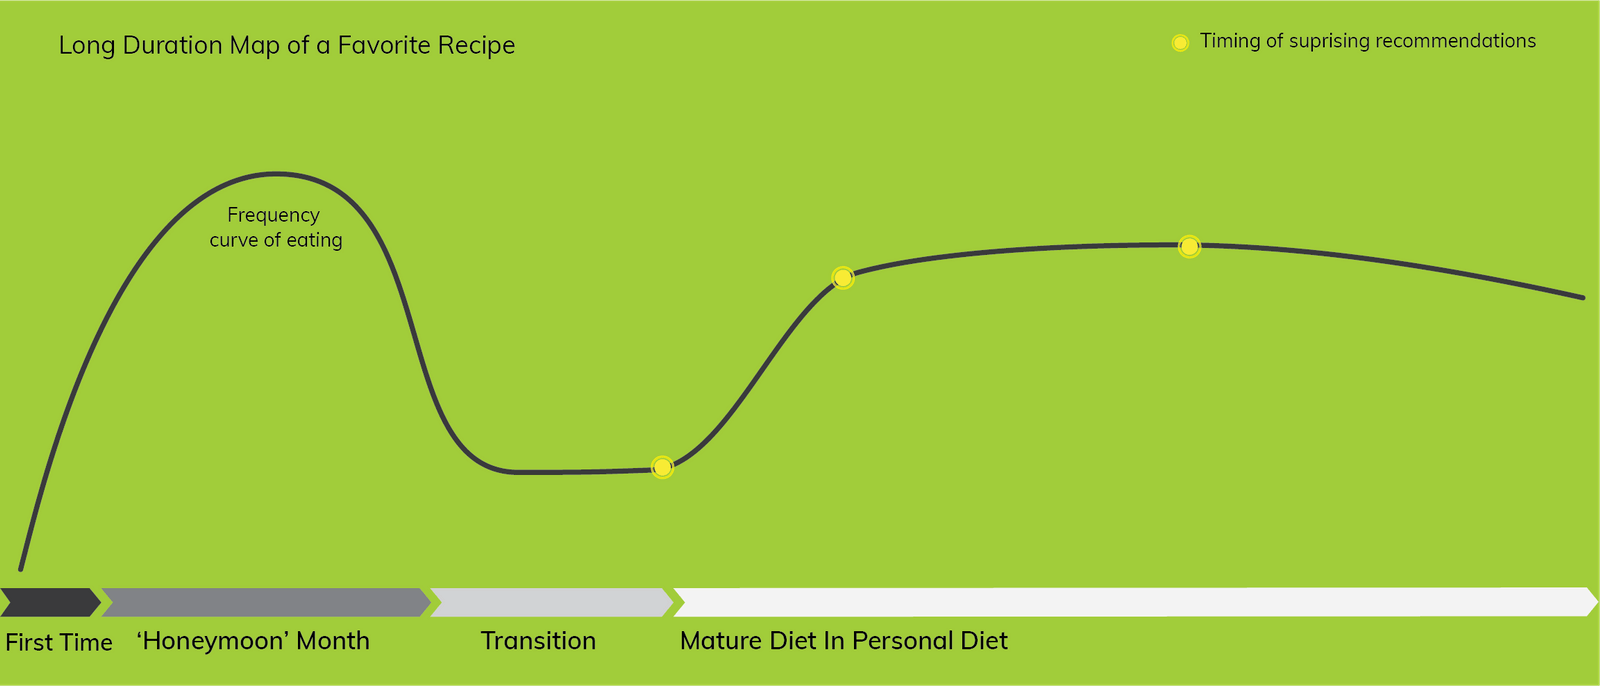 Long Duration Map of a Favorite Recipe
Timing of suprising recommendations
Frequency
curve of eating
First Time
‘Honeymoon’ Month
Transition
Mature Diet In Personal Diet